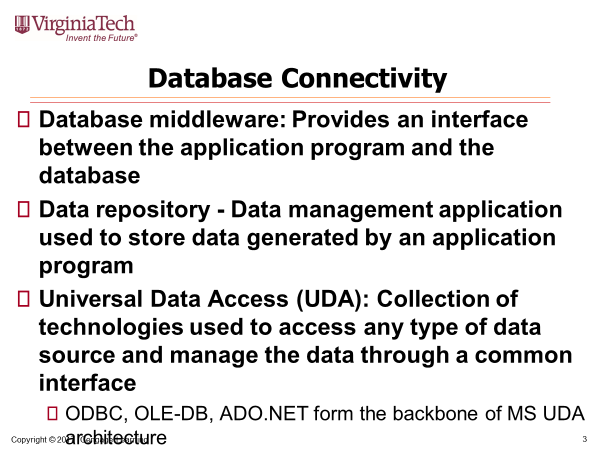 VirginiaTech
Invent the Future®
Database Connectivity
Database middleware: Provides an interface
between the application program and the
database
Data repository - Data management application
used to store data generated by an application
program
Universal Data Access (UDA): Collection of
technologies used to access any type of data
source and manage the data through a common
interface
ODBC, OLE-DB, ADO.NET form the backbone of MS UDA
architecture
Copyright © 3